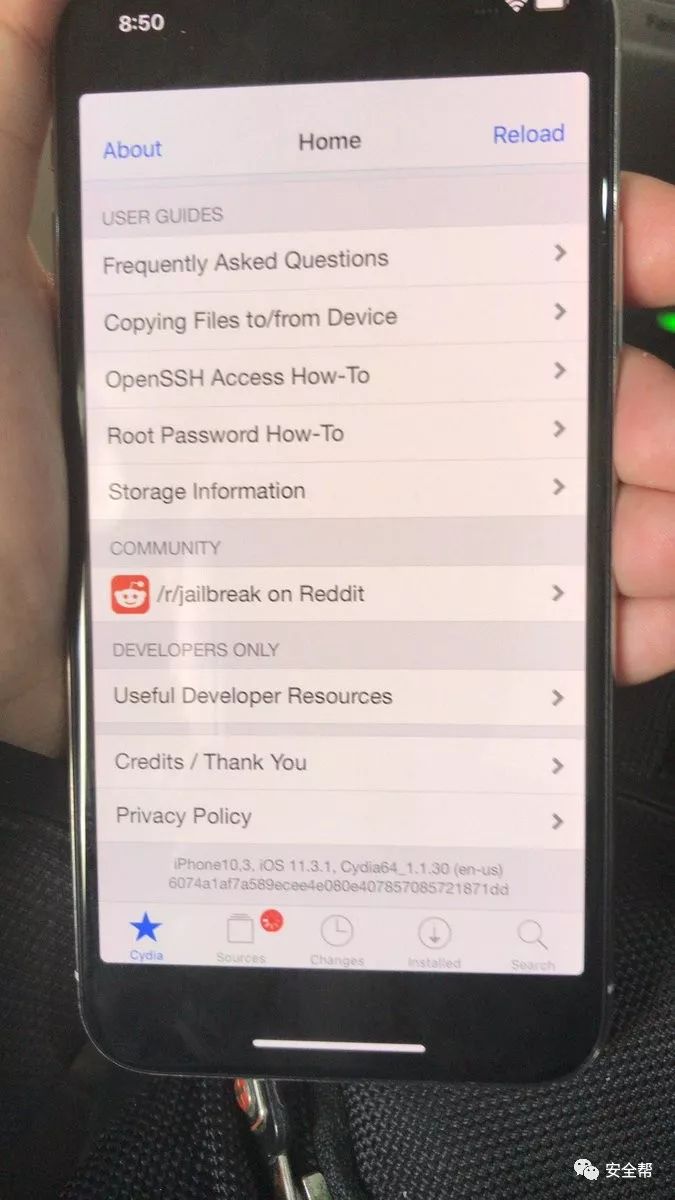 8:50
About
Home
Reload
USER GUIDES
Frequently Asked Questions
Copying Files to/from Device
OpenSSH Access How-To
Root Password How-To
Storage Information
COMMUNITY
/r/jailbreak on Reddit
DEVELOPERS ONLY
Useful Developer Resources
Credits / Thank You
Privacy Policy
iPhone10,3, iOS 11.3.1, Cydia64_1.1.30 (en-us)
6074a1af7a589ecee4e080e407857085721871dd
Cydia
Sources
Changes
Installed
Search
安全帮